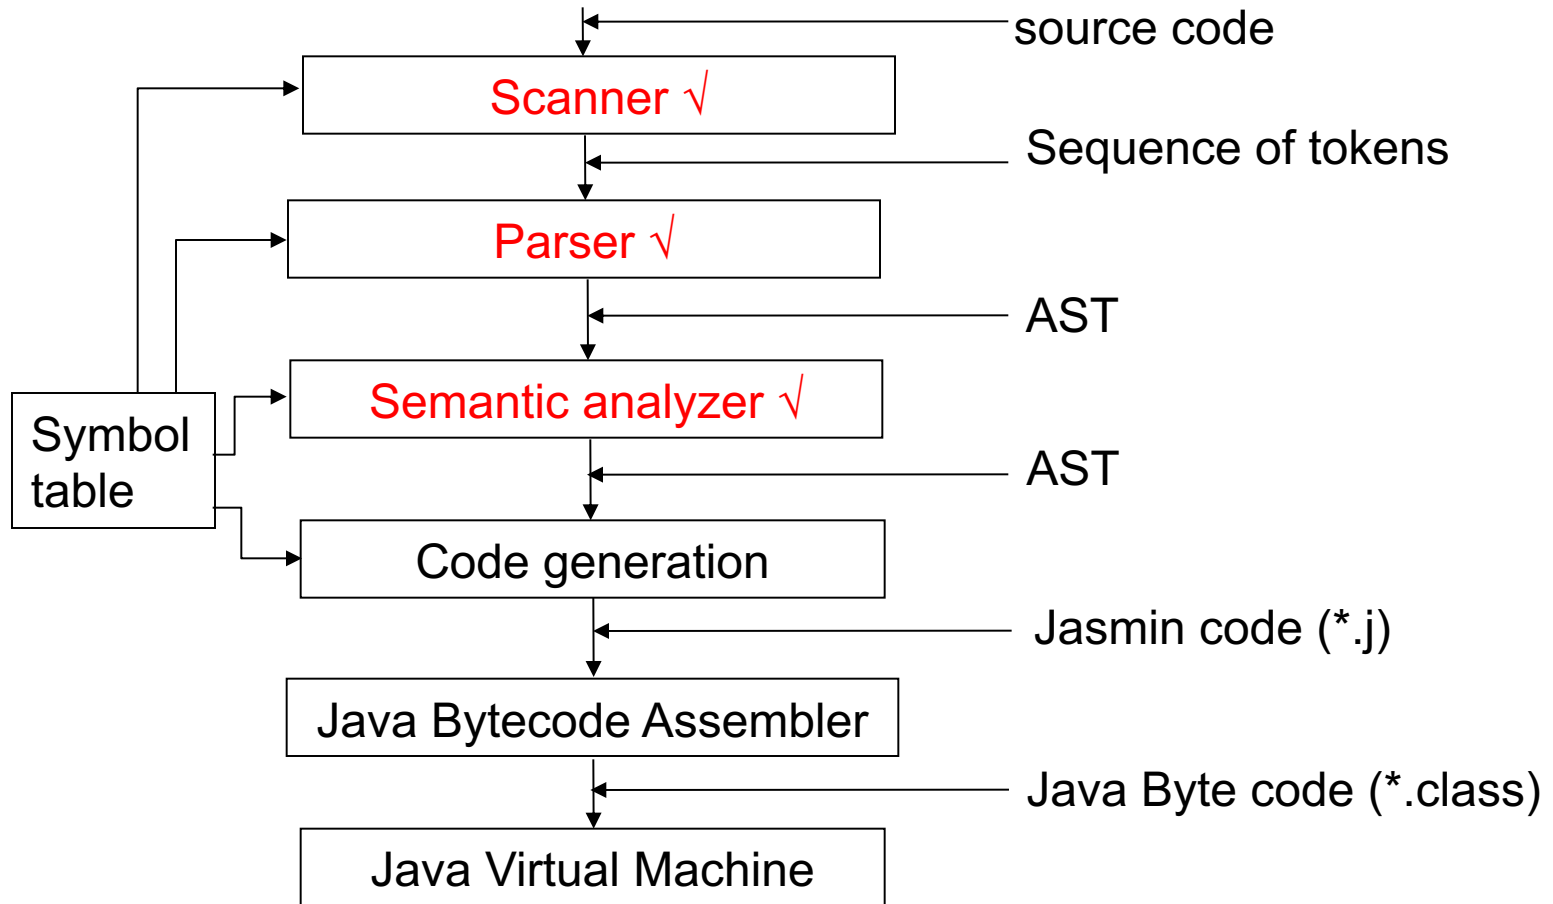 source code
Scanner √
Sequence of tokens
Parser √
AST
Semantic analyzer √
Symbol
table
AST
Code generation
Jasmin code (*.j)
Java Bytecode Assembler
Java Byte code (*.class)
Java Virtual Machine